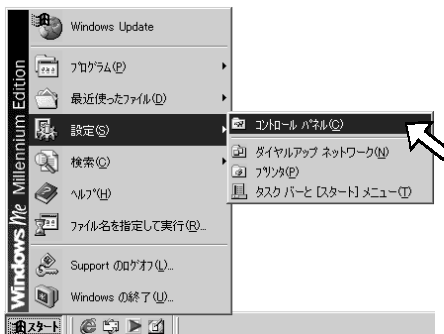 Windows Me Millennium Edition
Windows Update
ﾌﾟﾛｸﾞﾗﾑ(P)
最近使ったﾌｧｲﾙ(D)
設定(S)
検索(C)
ﾍﾙﾌﾟ(H)
ﾌｧｲﾙ名を指定して実行(R)...
Support のﾛｸﾞｵﾌ(L)...
Windows の終了(U)...
ｺﾝﾄﾛｰﾙ ﾊﾟﾈﾙ(C)
ダイヤルアップ ネットワーク(N)
ﾌﾟﾘﾝﾀ(P)
タスク バーと [スタート] メニュー(T)
スタート